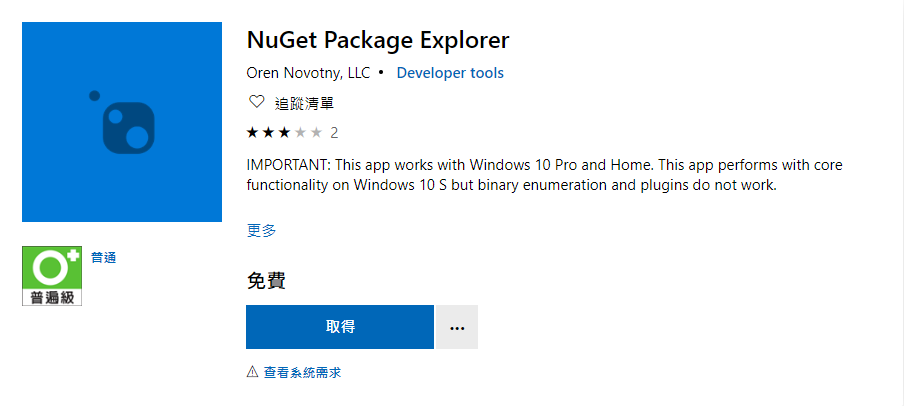 NuGet Package Explorer
Oren Novotny, LLC • Developer tools
追蹤清單
2
IMPORTANT: This app works with Windows 10 Pro and Home. This app performs with core
functionality on Windows 10 S but binary enumeration and plugins do not work.
更多
普通
普遍級
免費
取得
...
查看系統需求